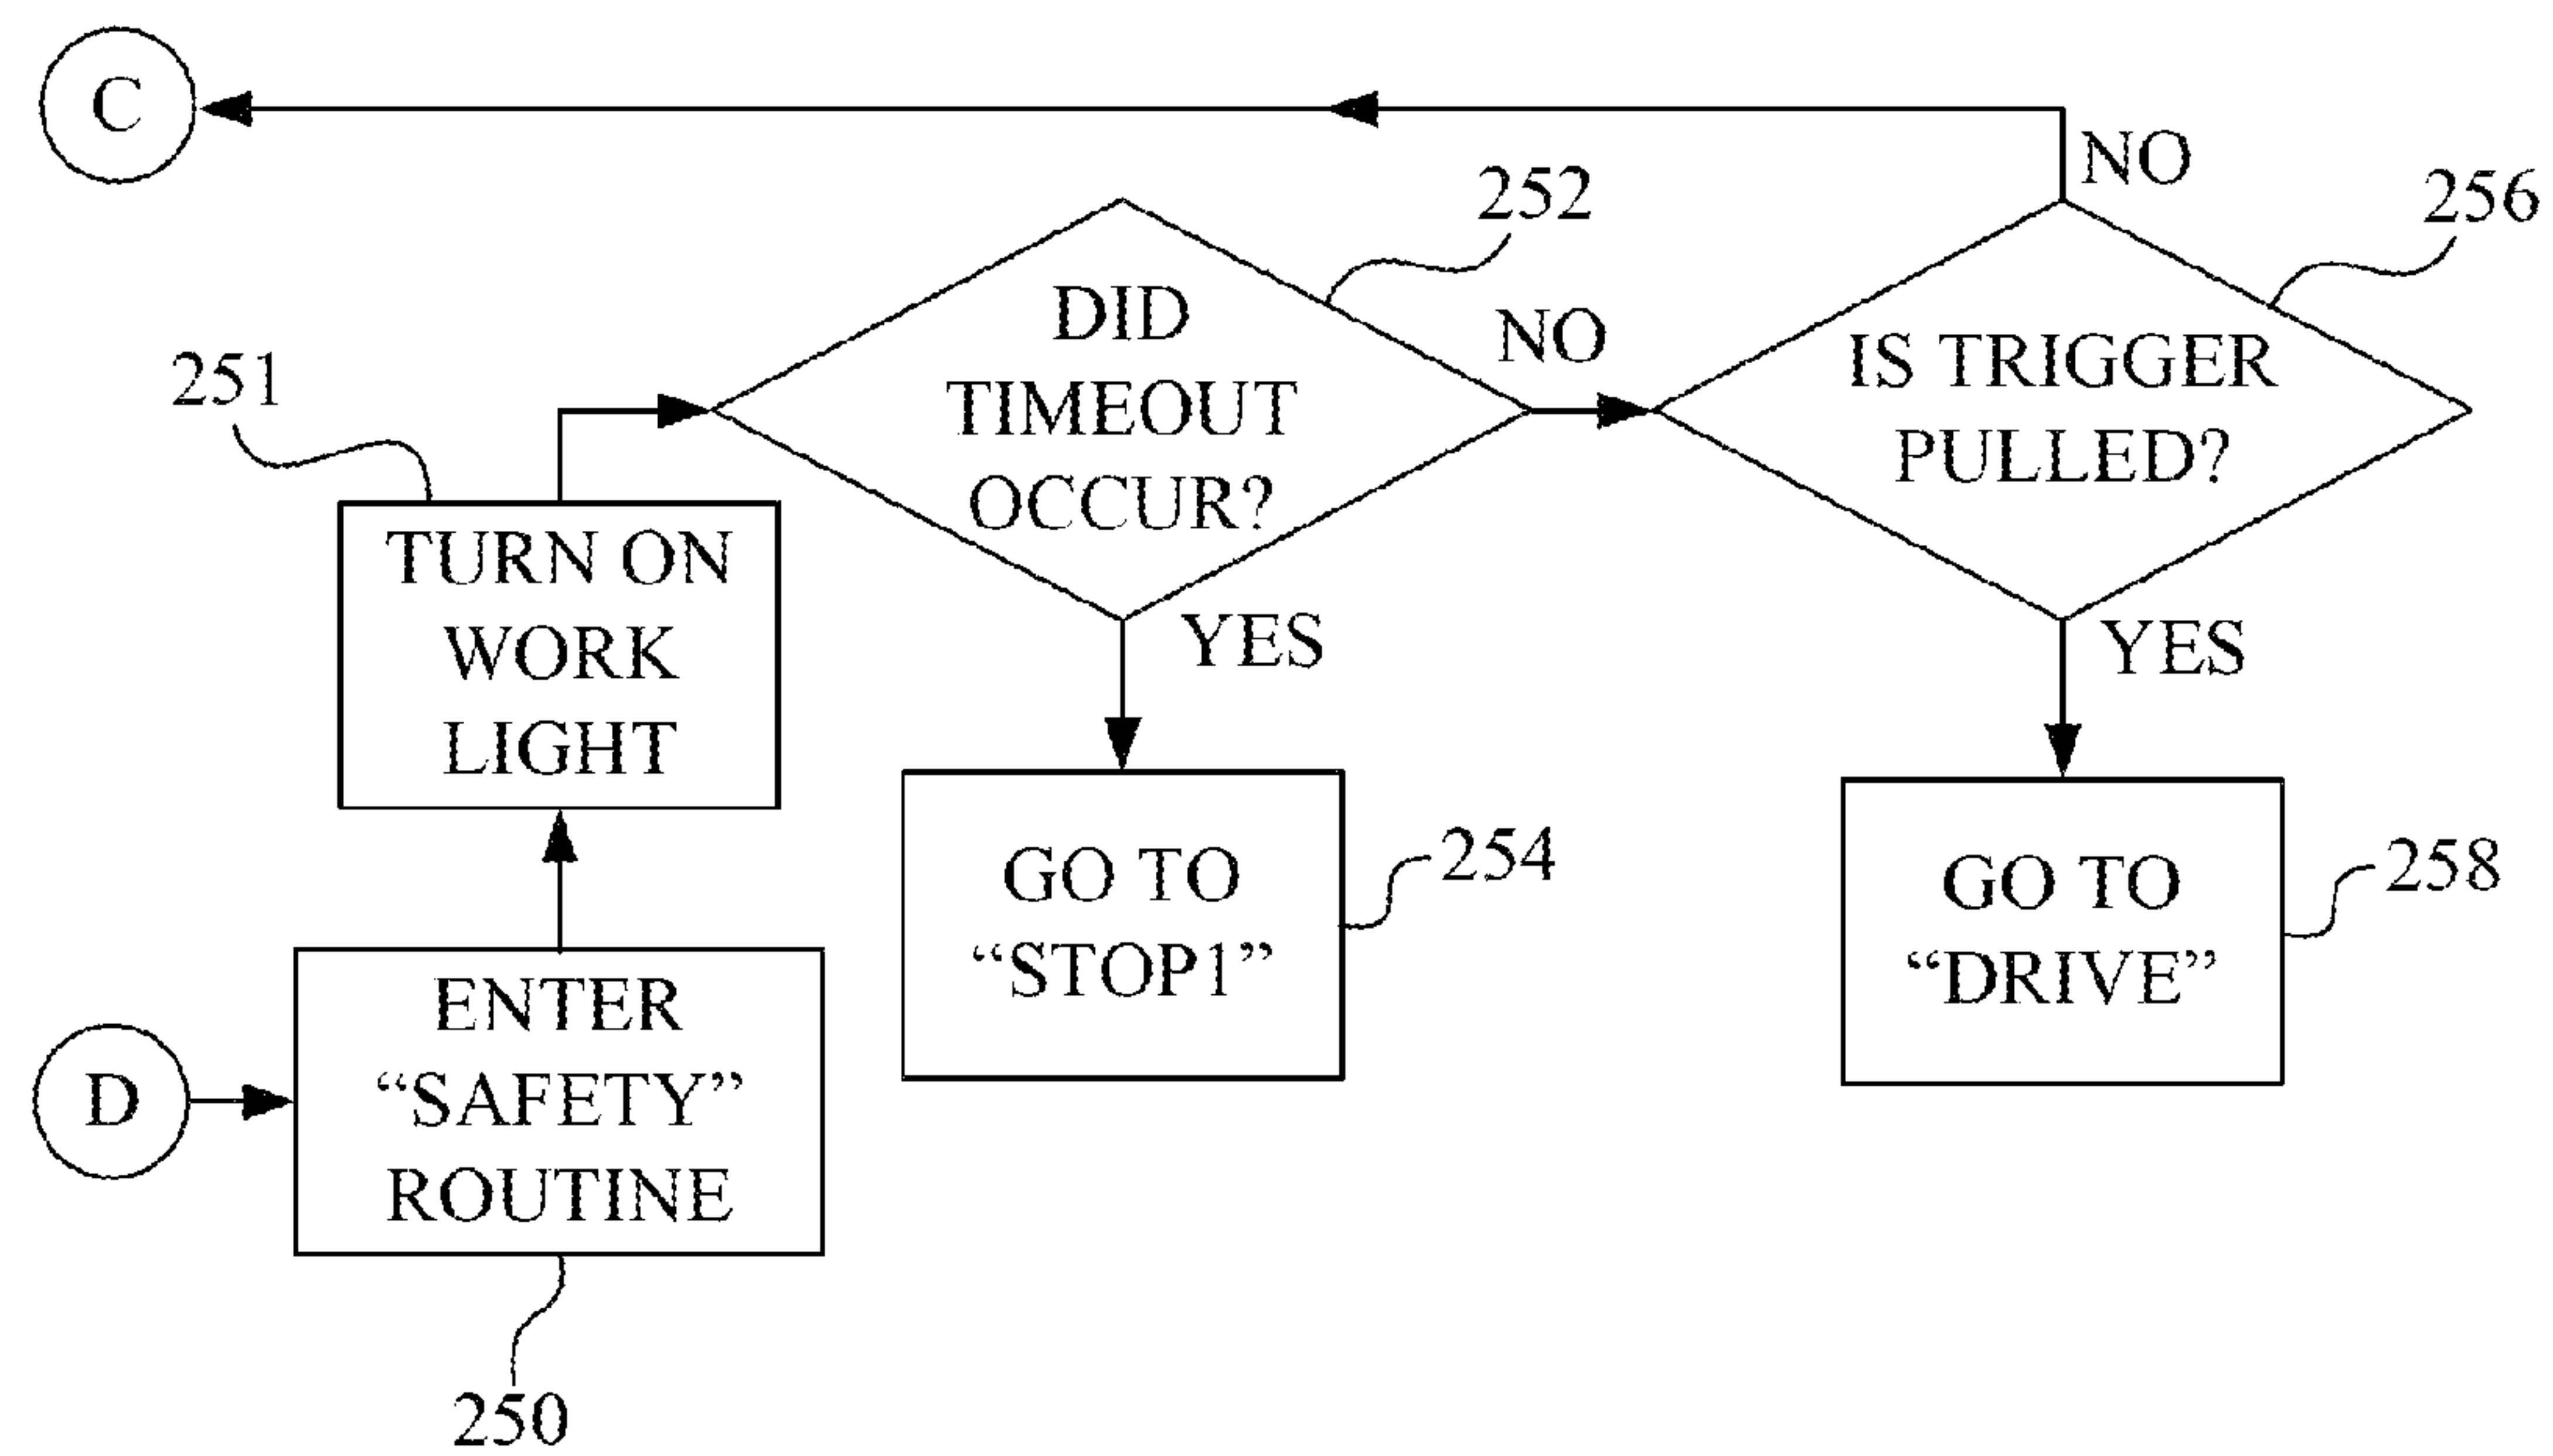 C
NO
252
256
DID
TIMEOUT
OCCUR?
NO
IS TRIGGER
PULLED?
251
TURN ON
WORK
LIGHT
YES
YES
GO TO
“STOP1”
254
GO TO
“DRIVE”
258
D
ENTER
“SAFETY”
ROUTINE
250